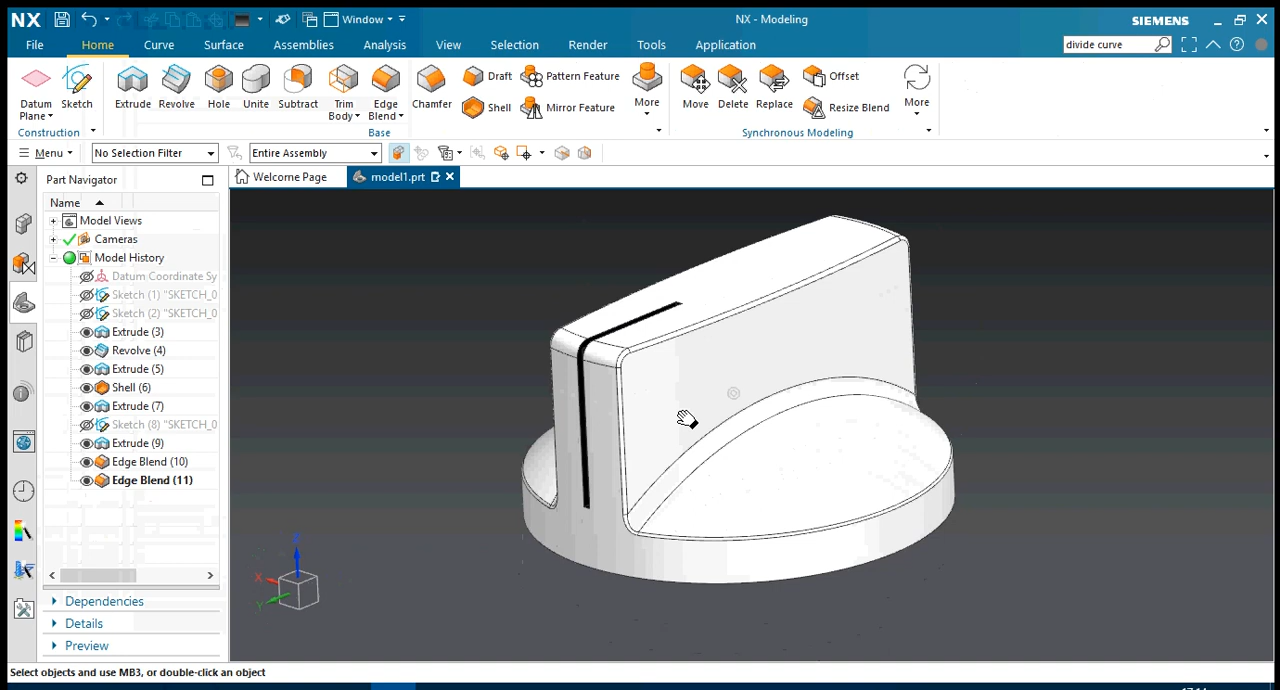 NX
Window
NX - Modeling
SIEMENS
File Home Curve Surface Assemblies Analysis View Selection Render Tools Application
divide curve
Datum Plane
Sketch
Extrude
Revolve
Hole
Unite
Subtract
Trim Body
Edge Blend
Chamfer
Draft
Shell
Pattern Feature
Mirror Feature
More
Move
Delete
Replace
Offset
Resize Blend
More
Construction
Base
Synchronous Modeling
Menu
No Selection Filter
Entire Assembly
Part Navigator
Welcome Page
model1.prt
Name
Model Views
Cameras
Model History
Datum Coordinate Sy
Sketch (1) "SKETCH_0
Sketch (2) "SKETCH_0
Extrude (3)
Revolve (4)
Extrude (5)
Shell (6)
Extrude (7)
Sketch (8) "SKETCH_0
Extrude (9)
Edge Blend (10)
Edge Blend (11)
Z
X
Y
Dependencies
Details
Preview
Select objects and use MB3, or double-click an object